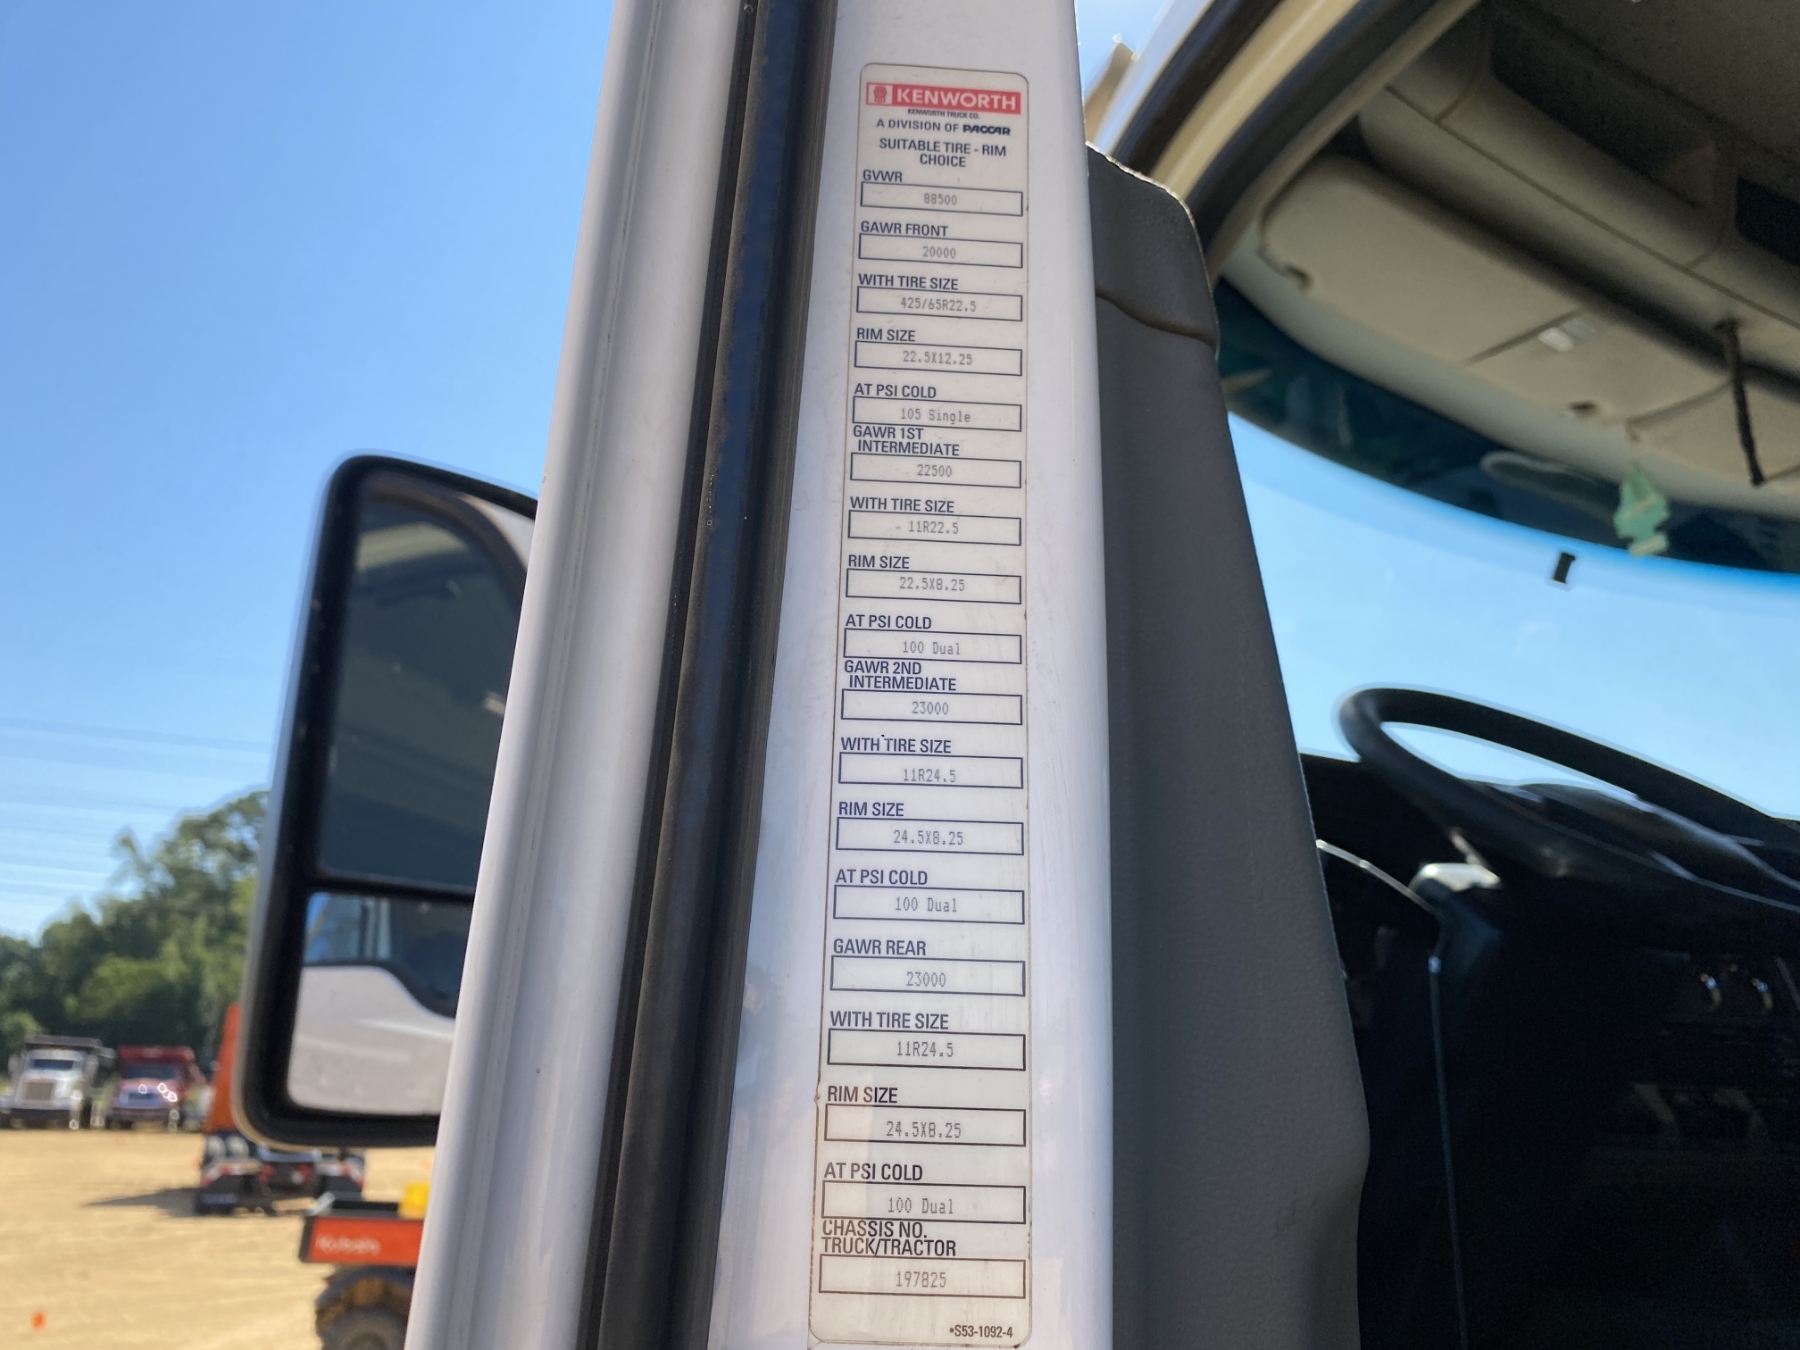 KENWORTH
KENWORTH TRUCK CO.
A DIVISION OF PACCAR
SUITABLE TIRE - RIM
CHOICE
GVWR
88500
GAWR FRONT
20000
WITH TIRE SIZE
425/65R22.5
RIM SIZE
22.5X12.25
AT PSI COLD
105 Single
GAWR 1ST
INTERMEDIATE
22500
WITH TIRE SIZE
11R22.5
RIM SIZE
22.5X8.25
AT PSI COLD
100 Dual
GAWR 2ND
INTERMEDIATE
23000
WITH TIRE SIZE
11R24.5
RIM SIZE
24.5X8.25
AT PSI COLD
100 Dual
GAWR REAR
23000
WITH TIRE SIZE
11R24.5
RIM SIZE
24.5X8.25
AT PSI COLD
100 Dual
CHASSIS NO.
TRUCK/TRACTOR
197825
*S53-1092-4
Kubota